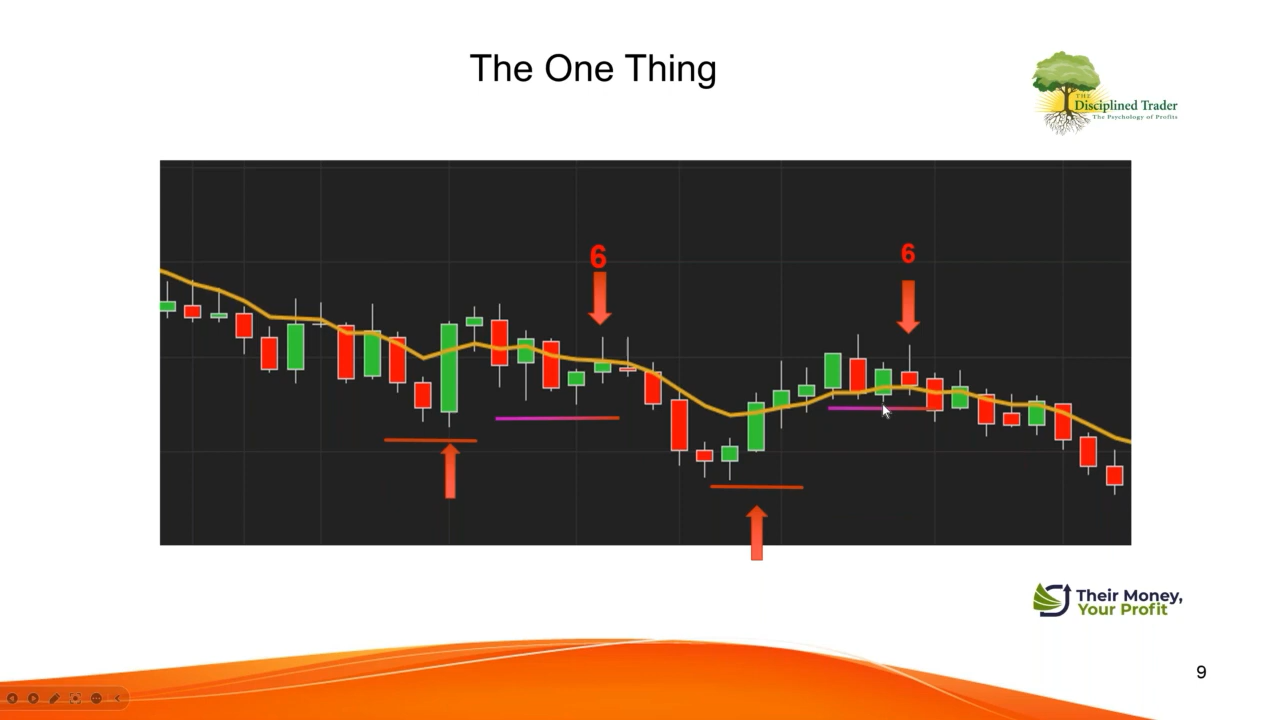 The One Thing
THE
Disciplined Trader
The Psychology of Profits
6
6
Their Money,
Your Profit
9